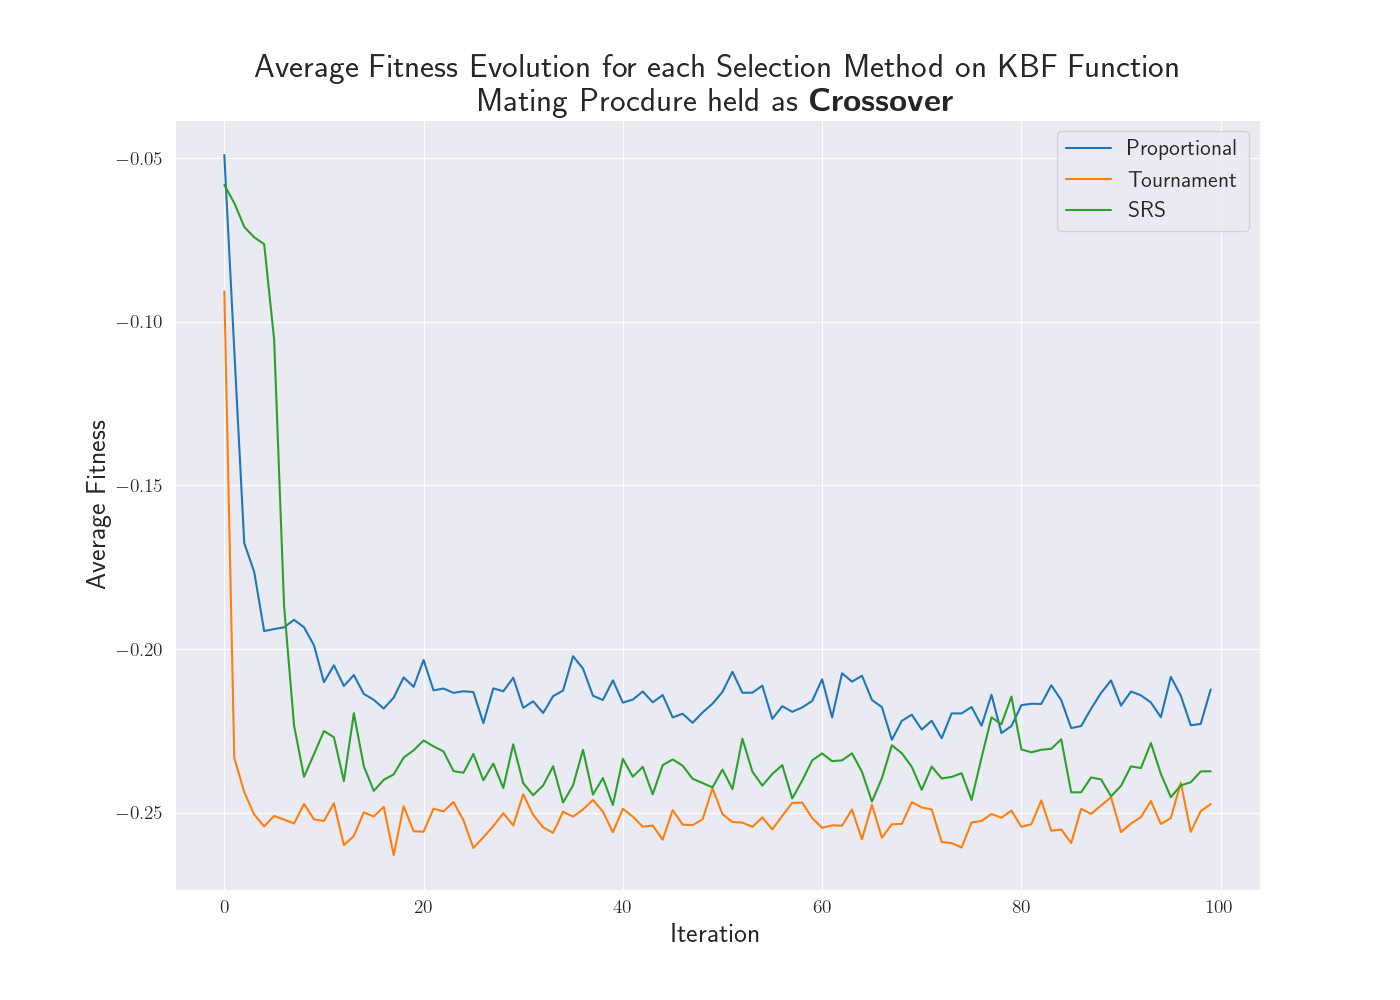 Average Fitness Evolution for each Selection Method on KBF Function
Mating Procdure held as Crossover
Proportional
Tournament
SRS
Average Fitness
−0.05
−0.10
−0.15
−0.20
−0.25
0 20 40 60 80 100
Iteration